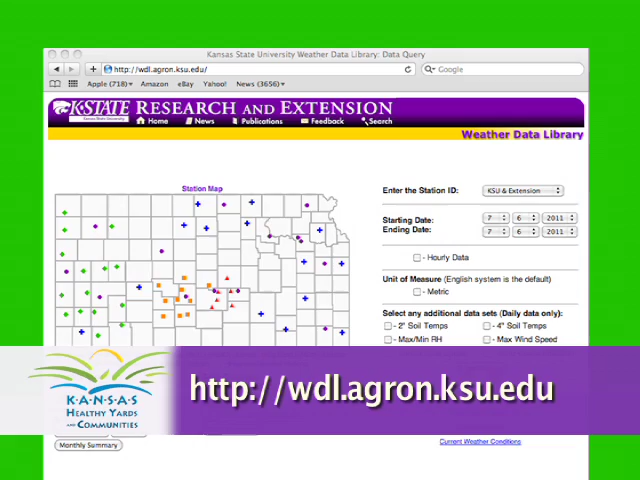 Kansas State University Weather Data Library: Data Query
http://wdl.agron.ksu.edu/
Google
Apple (718) Amazon eBay Yahoo! News (3656)
K-STATE RESEARCH AND EXTENSION
Kansas State University
Home News Publications Feedback Search
Weather Data Library
Station Map
Enter the Station ID: KSU & Extension
Starting Date: 7 6 2011
Ending Date: 7 6 2011
- Hourly Data
Unit of Measure (English system is the default)
- Metric
Select any additional data sets (Daily data only):
- 2" Soil Temps - 4" Soil Temps
- Max/Min RH - Max Wind Speed
K•A•N•S•A•S
HEALTHY YARDS
AND COMMUNITIES
http://wdl.agron.ksu.edu
Monthly Summary
Current Weather Conditions